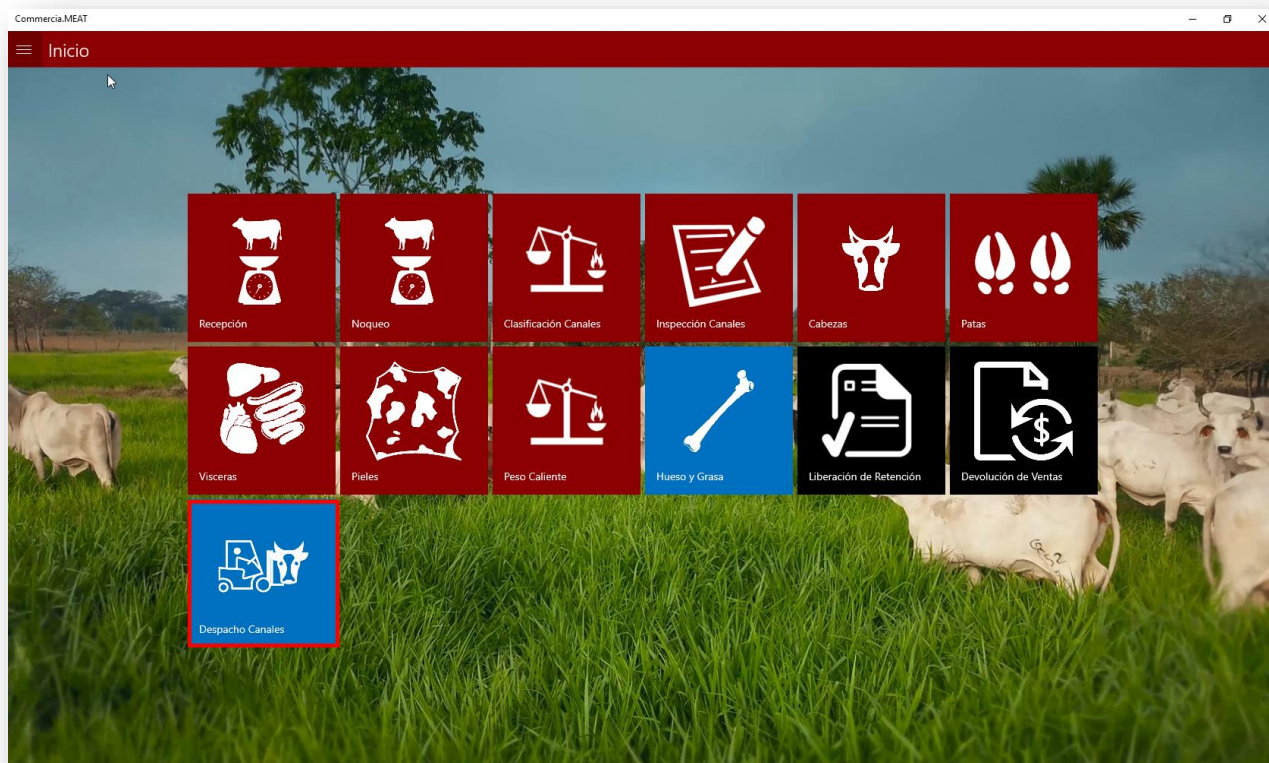 Commercia.MEAT
Inicio
Recepción
Noqueo
Clasificación Canales
Inspección Canales
Cabezas
Patas
Visceras
Pieles
Peso Caliente
Hueso y Grasa
Liberación de Retención
Devolución de Ventas
Despacho Canales